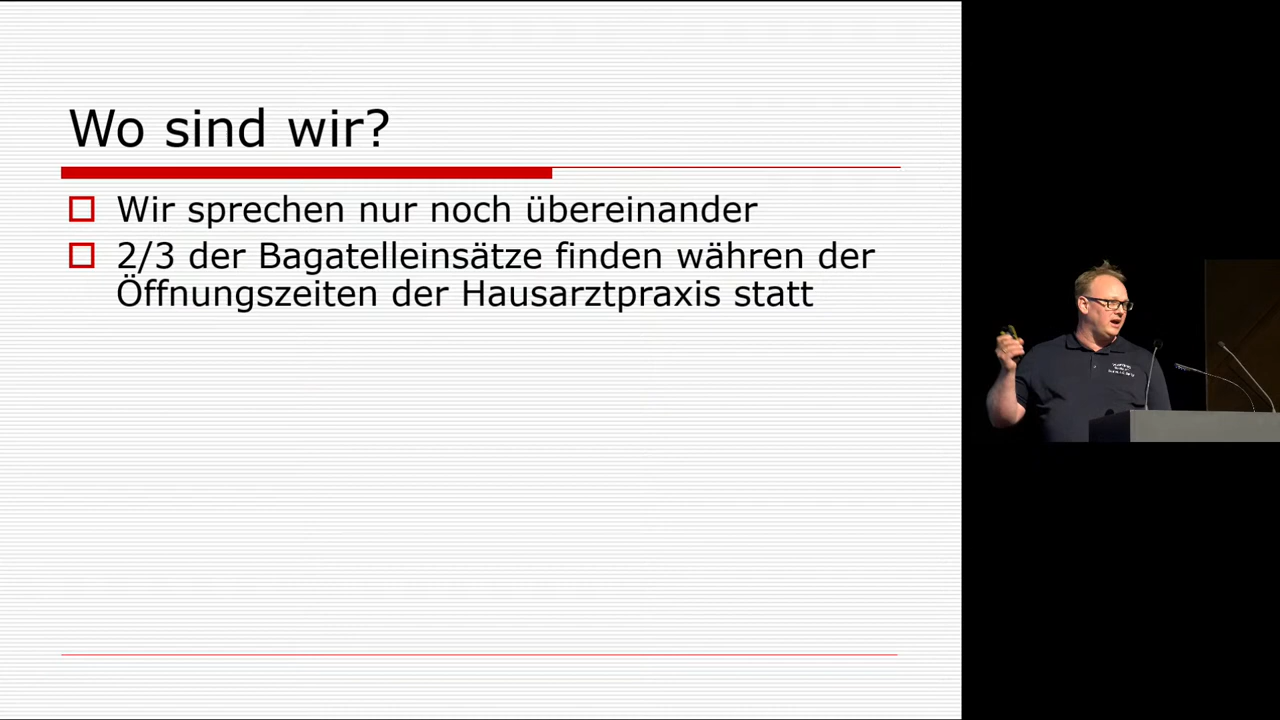 Wo sind wir?
Wir sprechen nur noch übereinander
2/3 der Bagatelleinsätze finden währen der
Öffnungszeiten der Hausarztpraxis statt